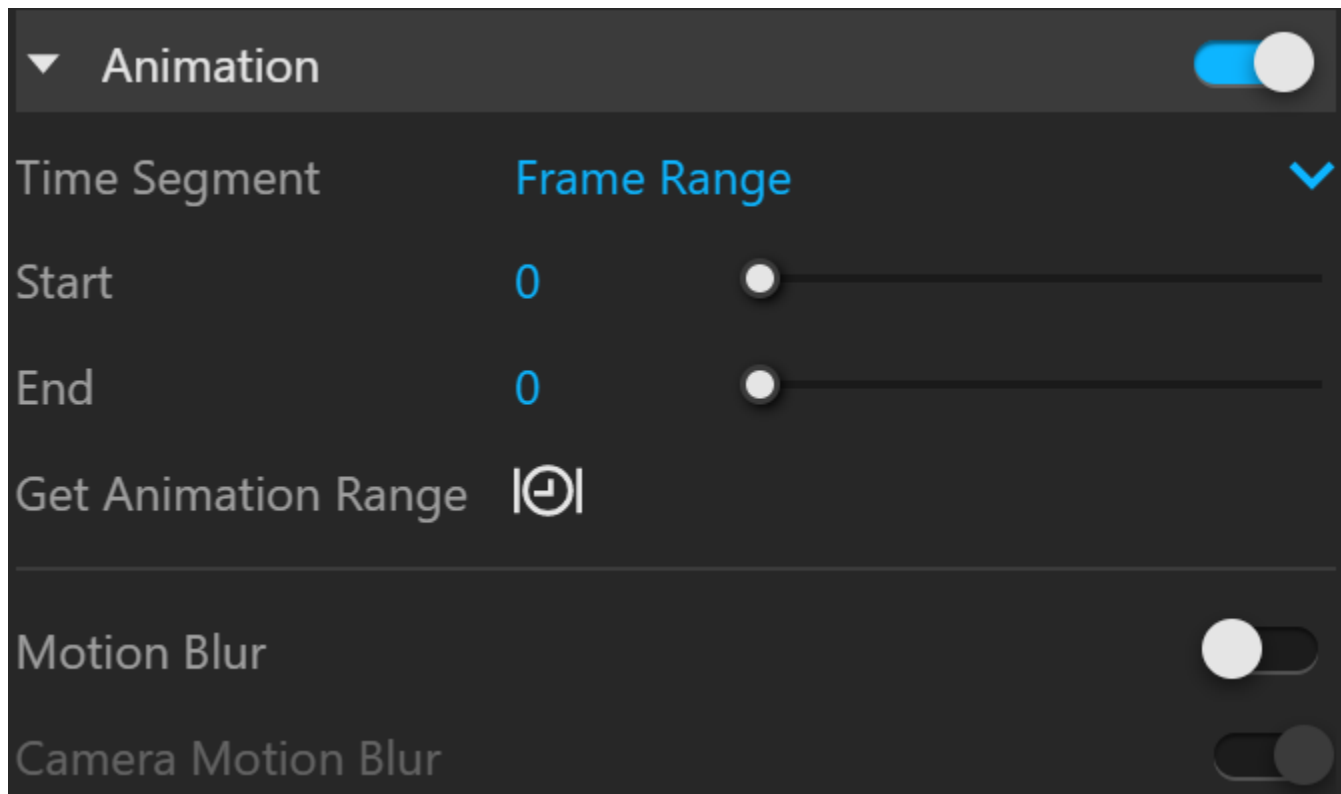 Animation
Time Segment Frame Range
Start 0
End 0
Get Animation Range
Motion Blur
Camera Motion Blur